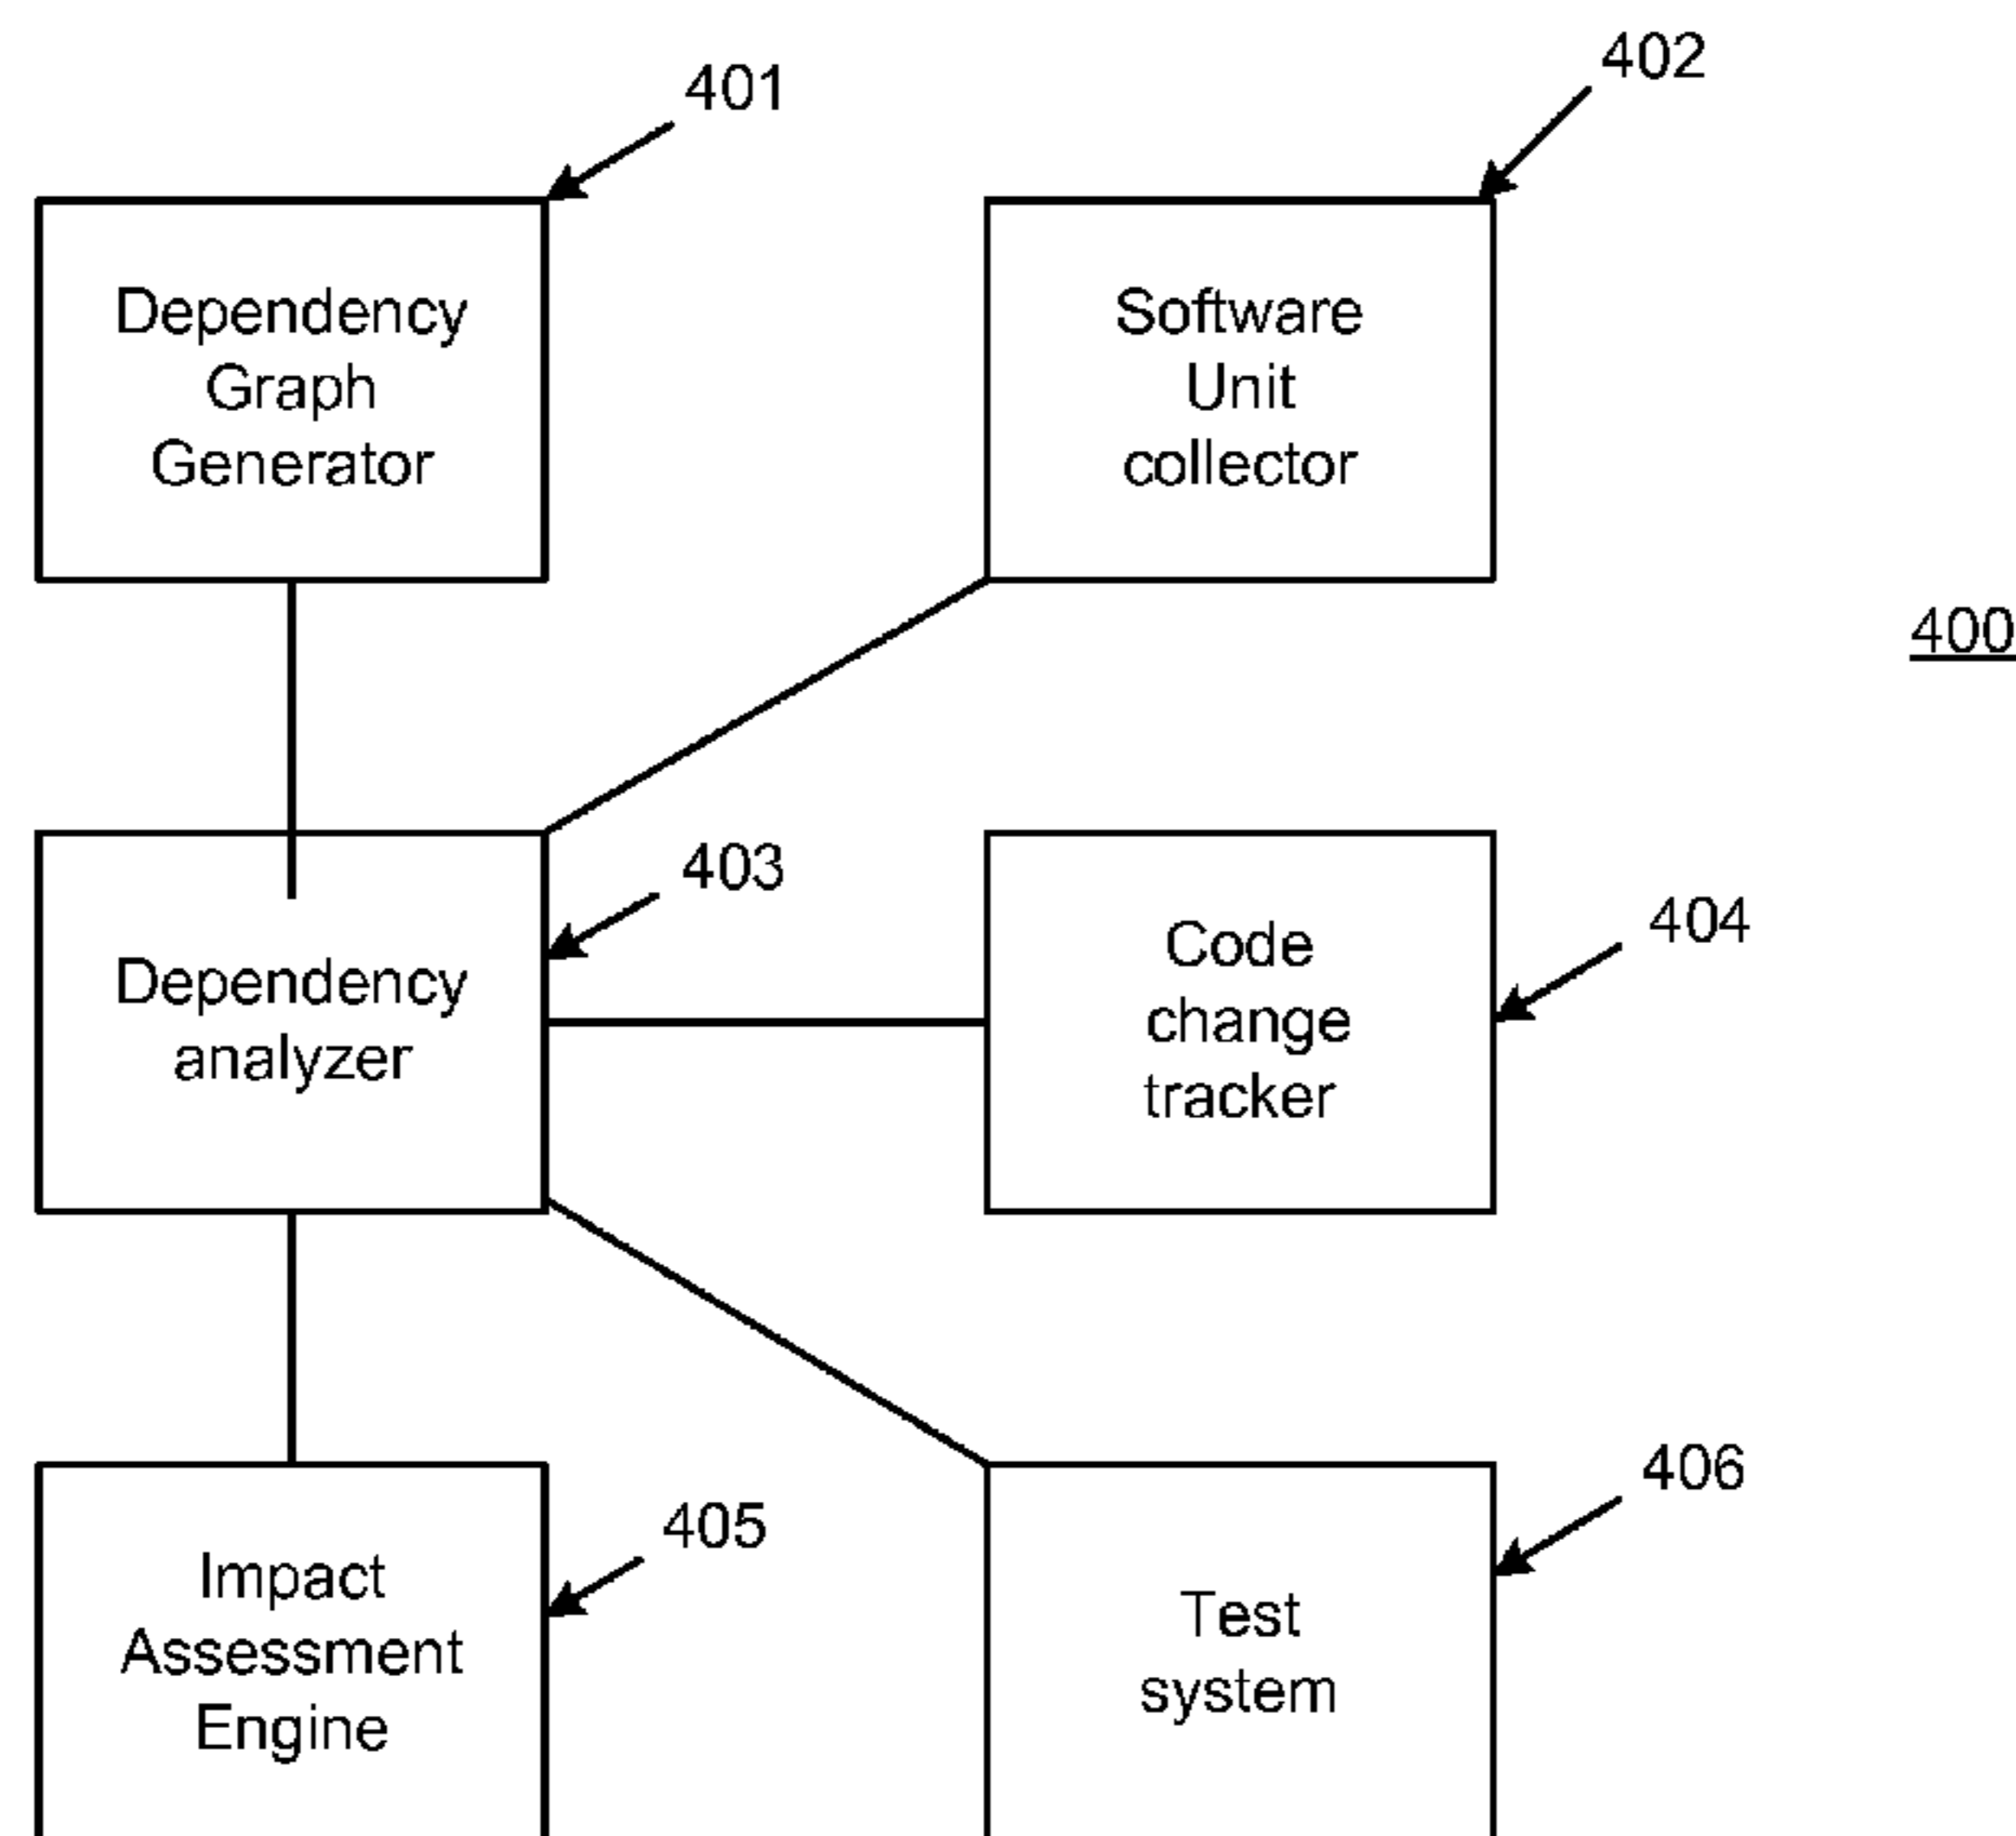 401
402
Dependency
Graph
Generator
Software
Unit
collector
400
403
404
Dependency
analyzer
Code
change
tracker
405
406
Impact
Assessment
Engine
Test
system